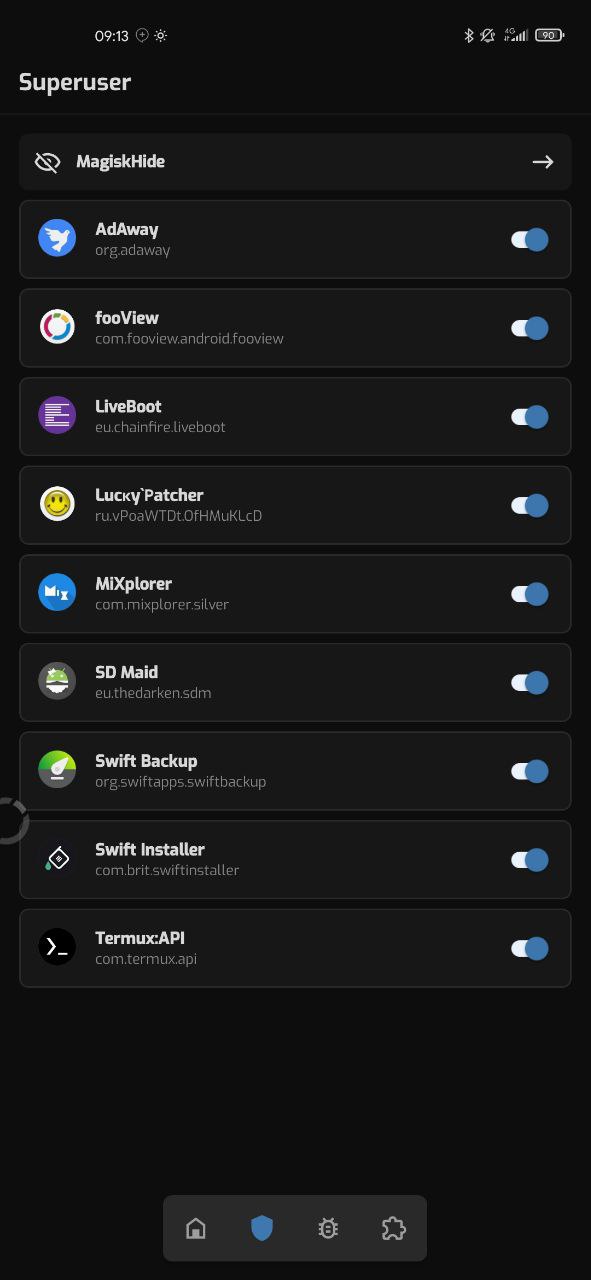 09:13
4G
90
Superuser
MagiskHide
AdAway
org.adaway
fooView
com.fooview.android.fooview
LiveBoot
eu.chainfire.liveboot
Lucĸy`Patcher
ru.vPoaWTDt.OfHMuKLcD
MiXplorer
com.mixplorer.silver
SD Maid
eu.thedarken.sdm
Swift Backup
org.swiftapps.swiftbackup
Swift Installer
com.brit.swiftinstaller
Termux:API
com.termux.api